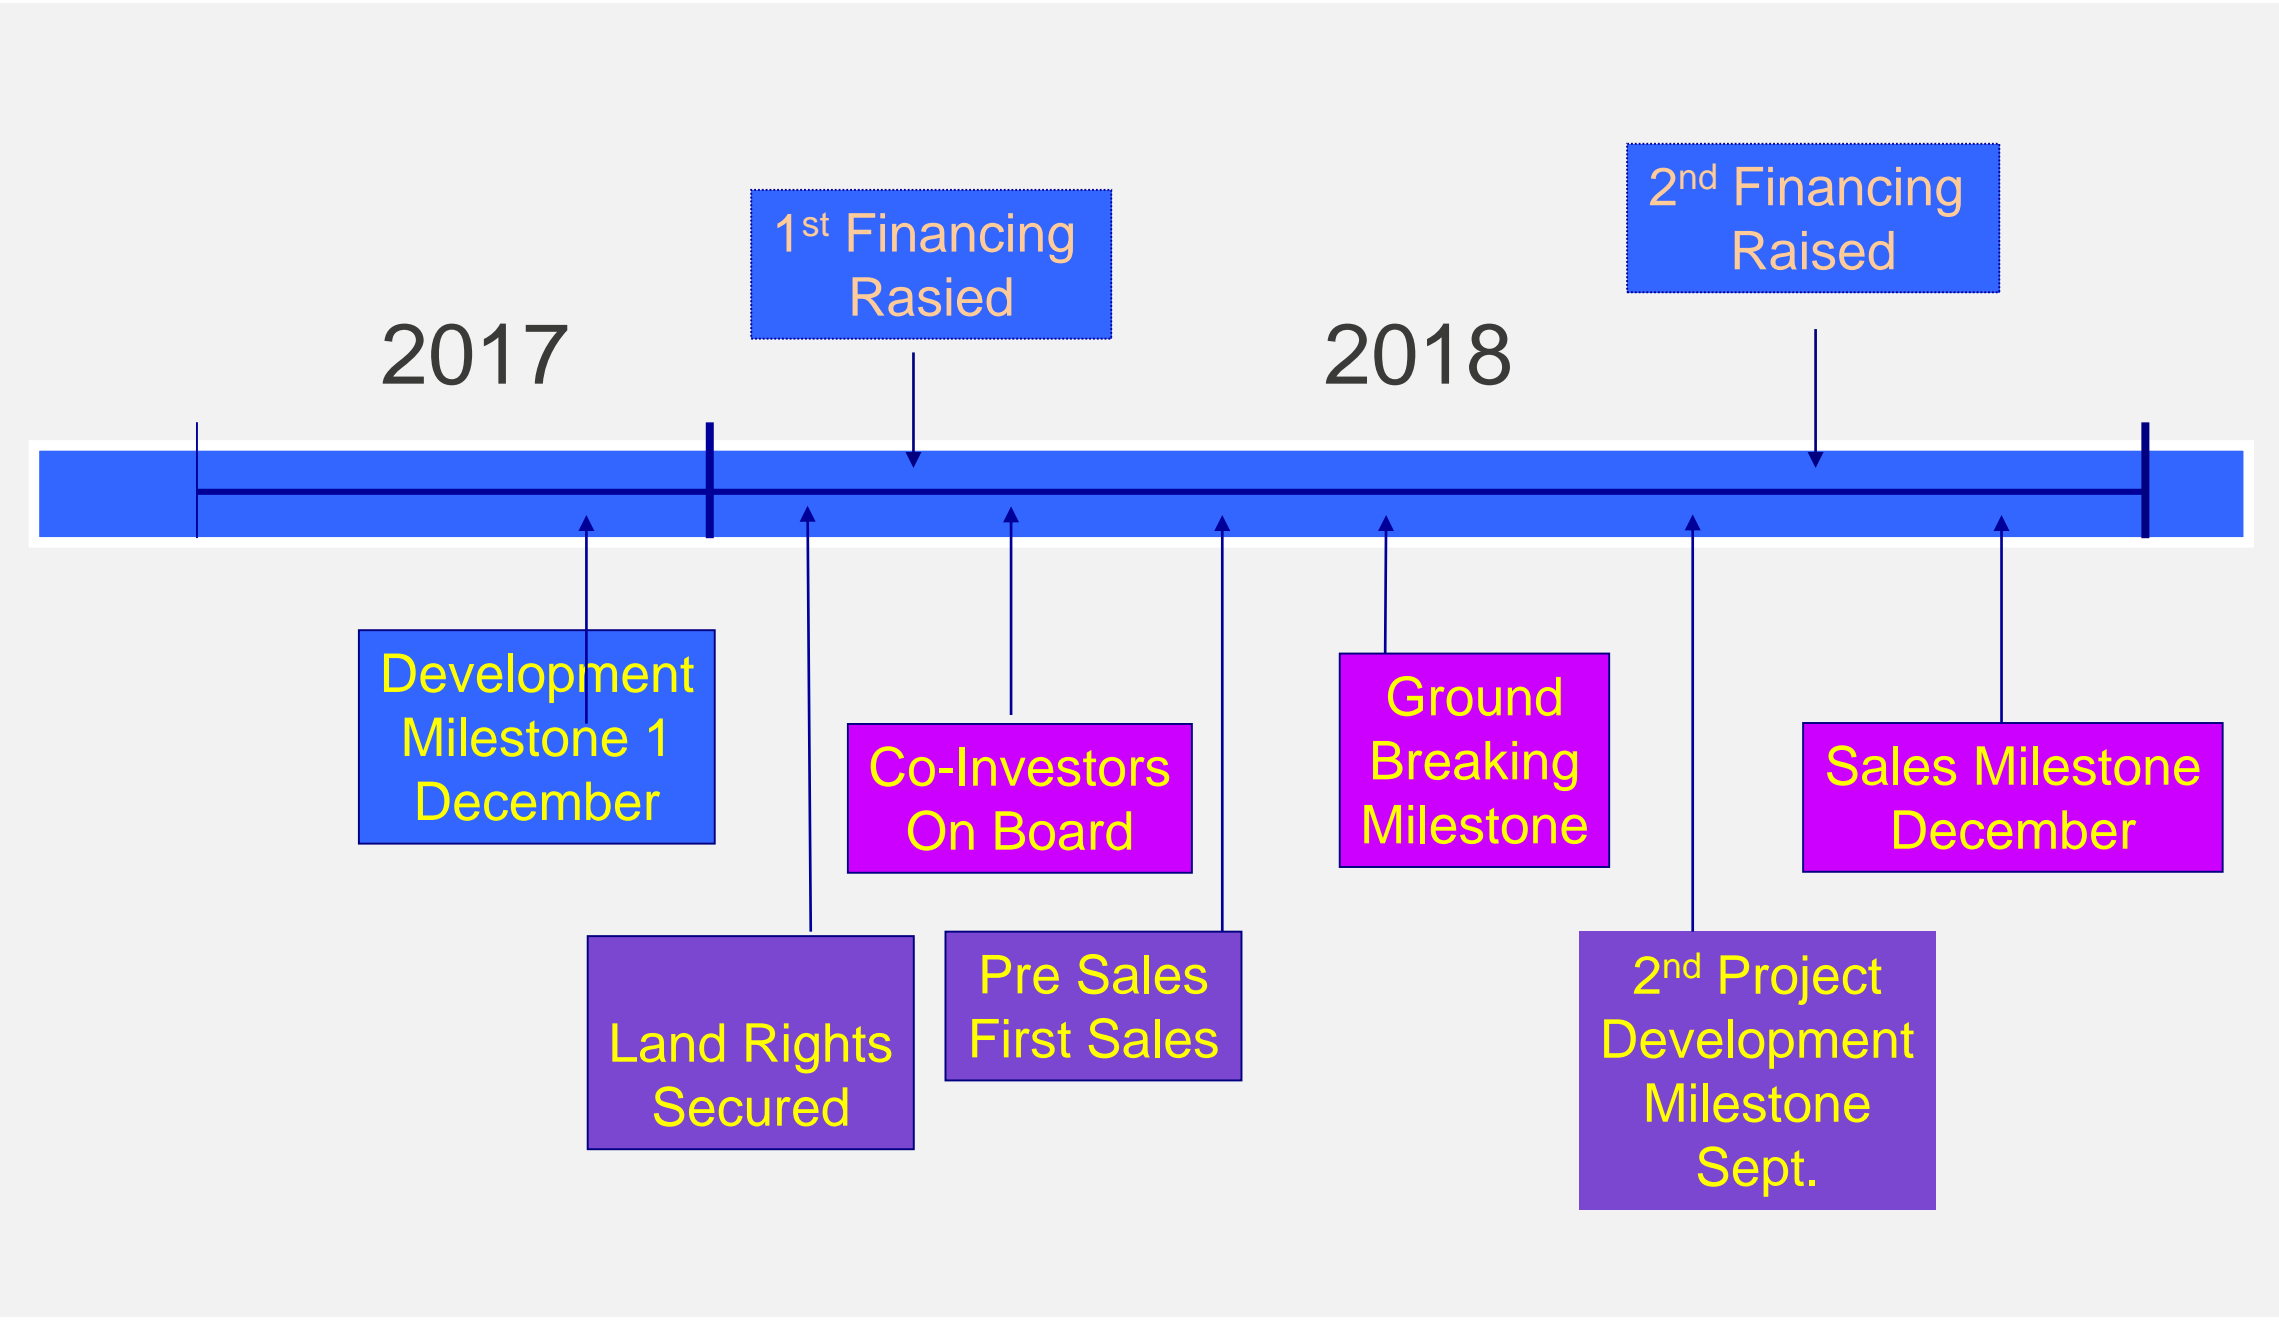 2nd Financing
Raised
1st Financing
Rasied
2017
2018
Development
Milestone 1
December
Ground
Breaking
Milestone
Co-Investors
On Board
Sales Milestone
December
Land Rights
Secured
Pre Sales
First Sales
2nd Project
Development
Milestone
Sept.